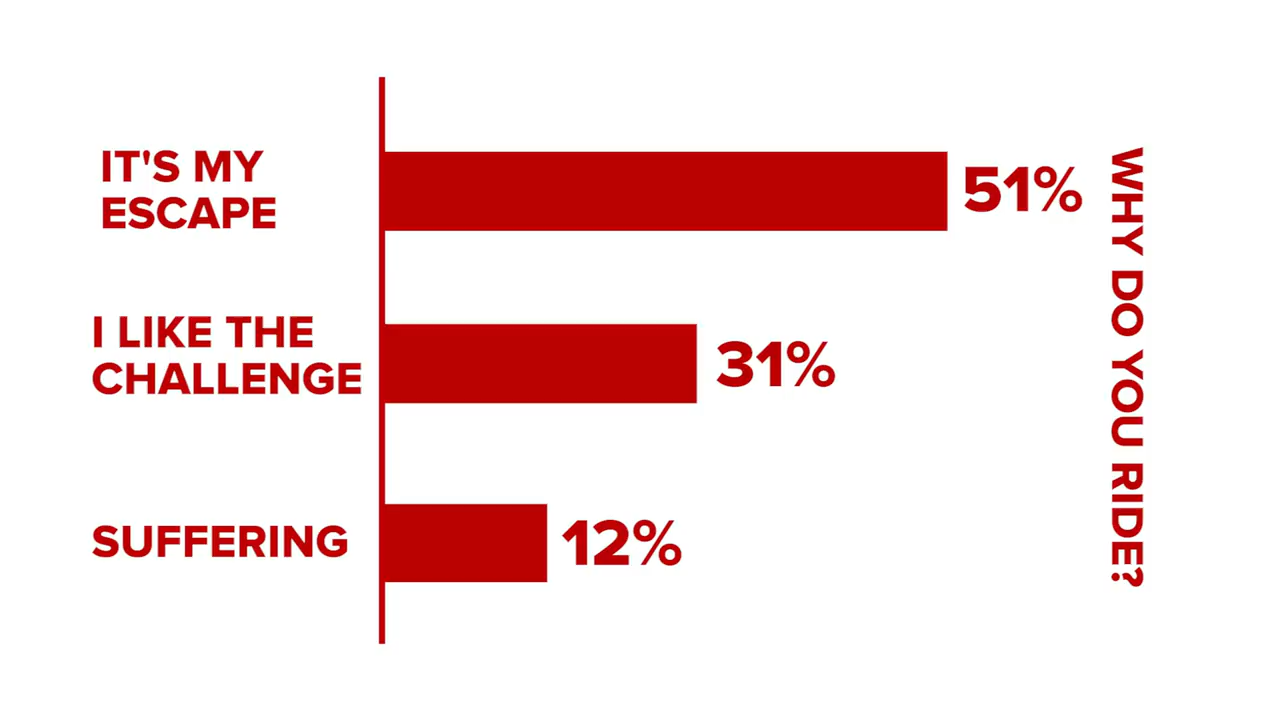 IT'S MY
ESCAPE
51%
I LIKE THE
CHALLENGE
31%
SUFFERING
12%
WHY DO YOU RIDE?